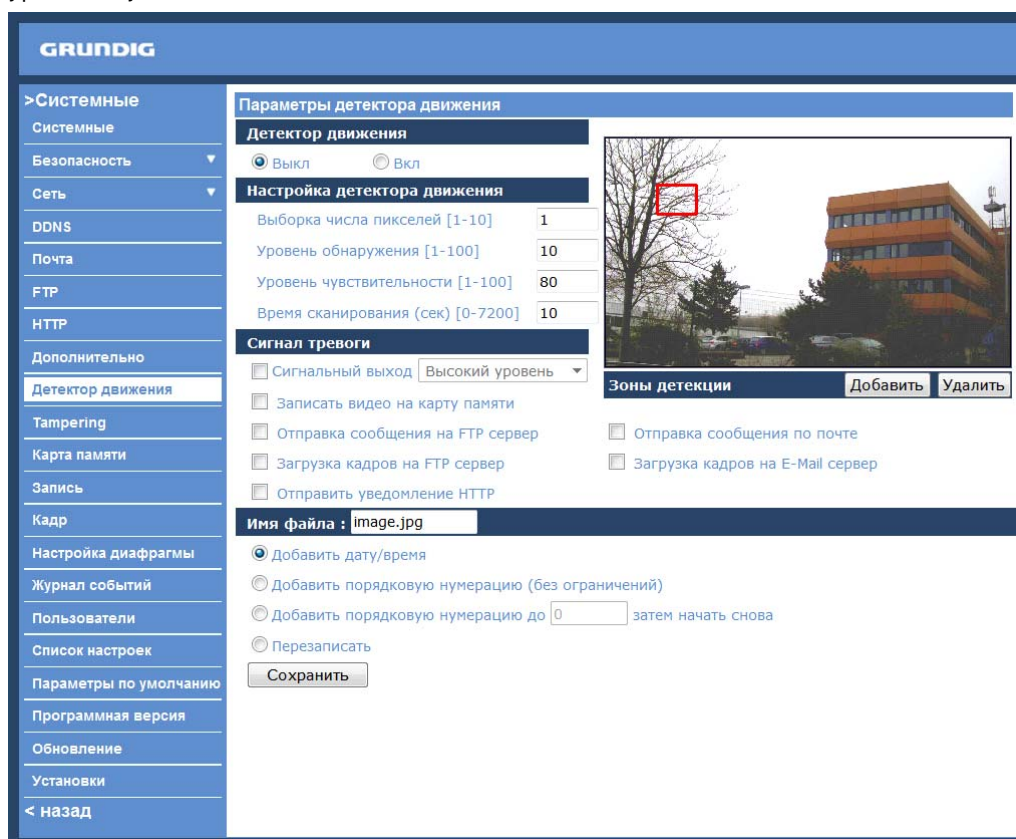 GRUNDIG
>Системные
Системные
Безопасность
Сеть
DDNS
Почта
FTP
HTTP
Дополнительно
Детектор движения
Tampering
Карта памяти
Запись
Кадр
Настройка диафрагмы
Журнал событий
Пользователи
Список настроек
Параметры по умолчанию
Программная версия
Обновление
Установки
< назад
Параметры детектора движения
Детектор движения
Выкл Вкл
Настройка детектора движения
Выборка числа пикселей [1-10] 1
Уровень обнаружения [1-100] 10
Уровень чувствительности [1-100] 80
Время сканирования (сек) [0-7200] 10
Сигнал тревоги
Сигнальный выход Высокий уровень
Записать видео на карту памяти
Отправка сообщения на FTP сервер
Загрузка кадров на FTP сервер
Отправить уведомление HTTP
Зоны детекции Добавить Удалить
Отправка сообщения по почте
Загрузка кадров на E-Mail сервер
Имя файла : image.jpg
Добавить дату/время
Добавить порядковую нумерацию (без ограничений)
Добавить порядковую нумерацию до 0 затем начать снова
Перезаписать
Сохранить